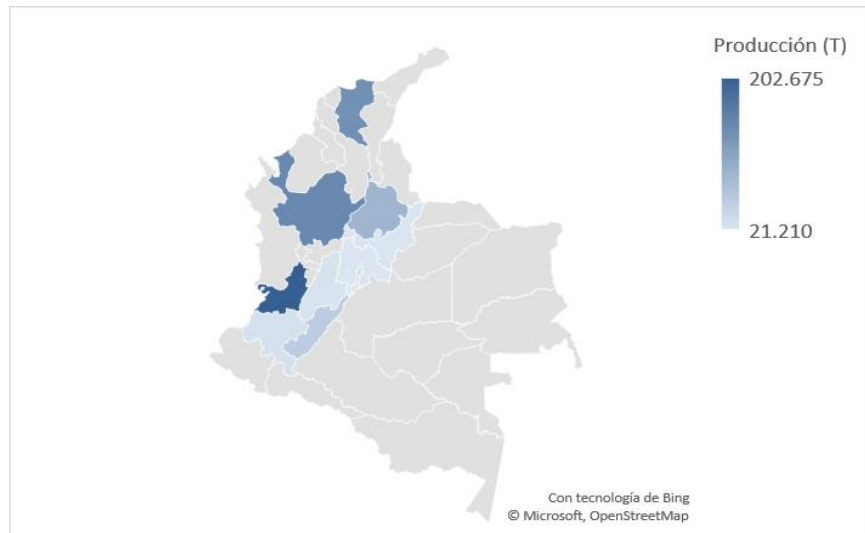 Producción (T)
202.675
21.210
Con tecnología de Bing
© Microsoft, OpenStreetMap